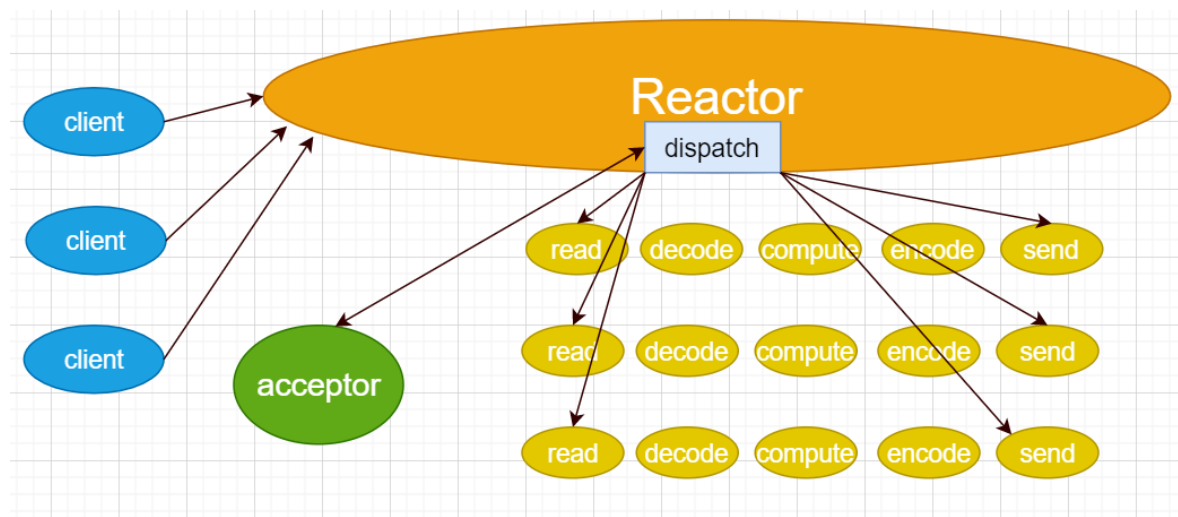 Reactor
dispatch
client
client
client
acceptor
read decode compute encode send
read decode compute encode send
read decode compute encode send